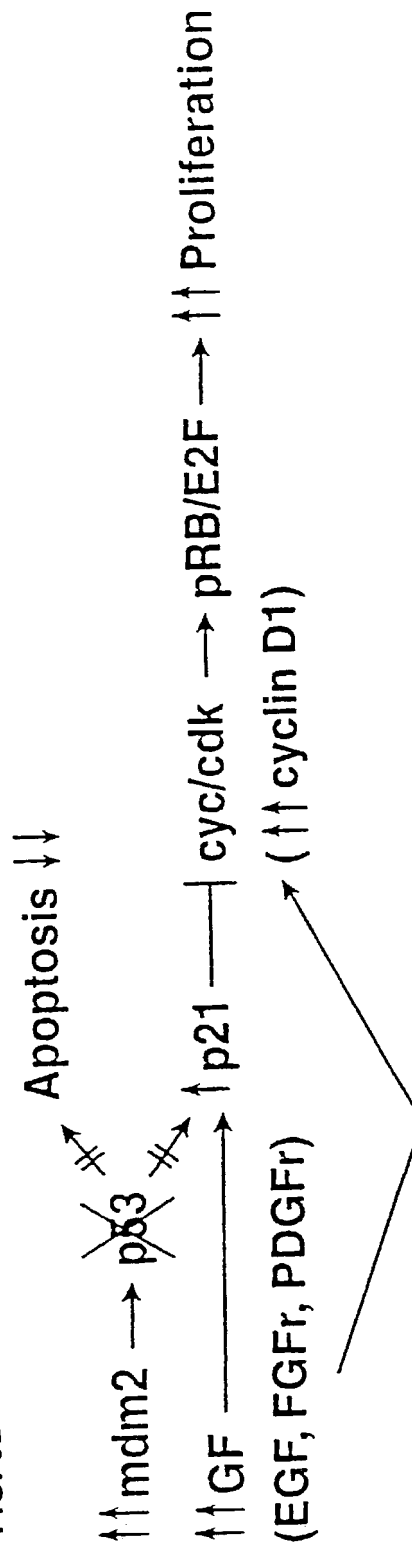 Apoptosis ↓↓
↑↑ mdm2 → p53
↑↑ GF → ↑ p21 ─┤ cyc/cdk → pRB/E2F → ↑↑ Proliferation
(EGF, FGFr, PDGFr)
(↑↑ cyclin D1)